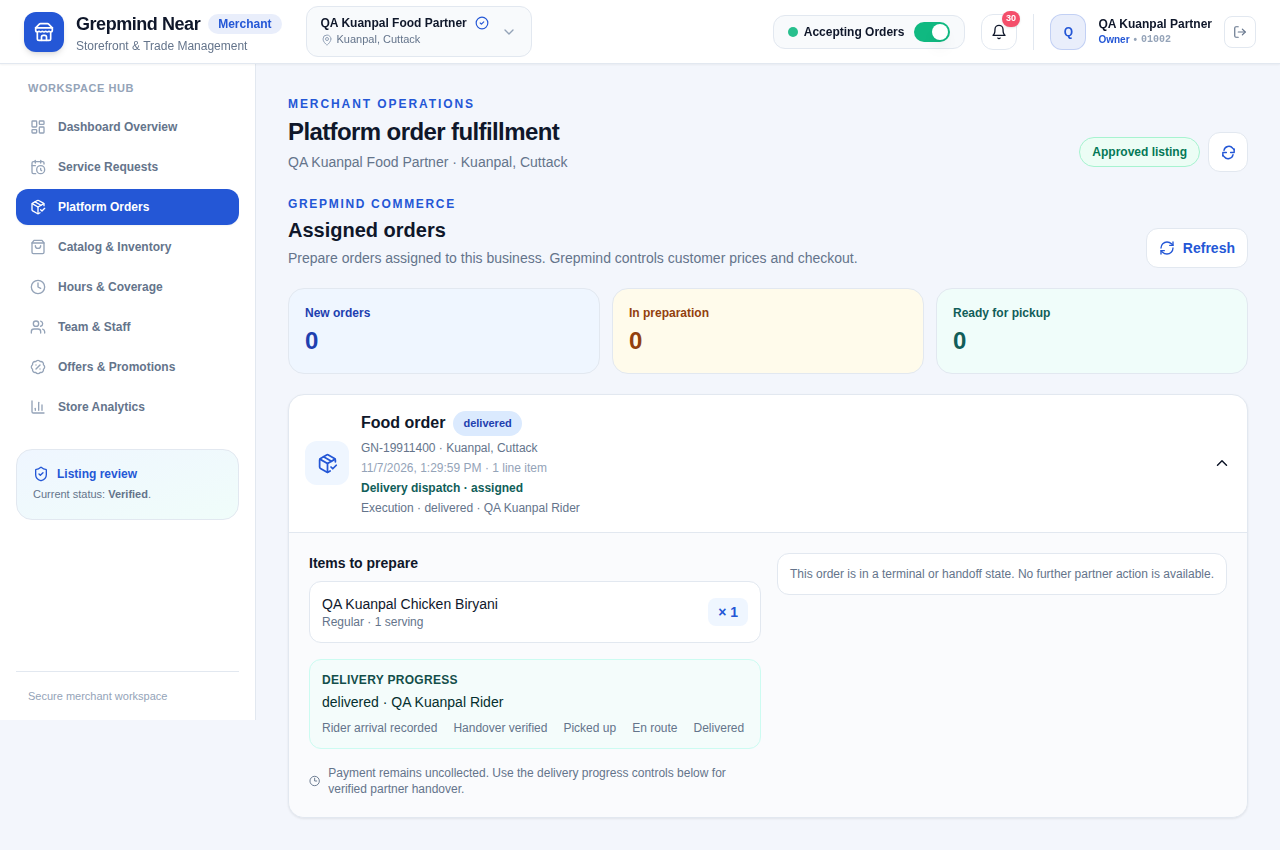 Grepmind Near Merchant
Storefront & Trade Management
QA Kuanpal Food Partner
Kuanpal, Cuttack
Accepting Orders
30
Q
QA Kuanpal Partner
Owner • 01002
WORKSPACE HUB
Dashboard Overview
Service Requests
Platform Orders
Catalog & Inventory
Hours & Coverage
Team & Staff
Offers & Promotions
Store Analytics
Listing review
Current status: Verified.
Secure merchant workspace
MERCHANT OPERATIONS
Platform order fulfillment
QA Kuanpal Food Partner · Kuanpal, Cuttack
Approved listing
GREPMIND COMMERCE
Assigned orders
Prepare orders assigned to this business. Grepmind controls customer prices and checkout.
Refresh
New orders
0
In preparation
0
Ready for pickup
0
Food order delivered
GN-19911400 · Kuanpal, Cuttack
11/7/2026, 1:29:59 PM · 1 line item
Delivery dispatch · assigned
Execution · delivered · QA Kuanpal Rider
Items to prepare
QA Kuanpal Chicken Biryani
Regular · 1 serving
× 1
DELIVERY PROGRESS
delivered · QA Kuanpal Rider
Rider arrival recorded Handover verified Picked up En route Delivered
Payment remains uncollected. Use the delivery progress controls below for
verified partner handover.
This order is in a terminal or handoff state. No further partner action is available.